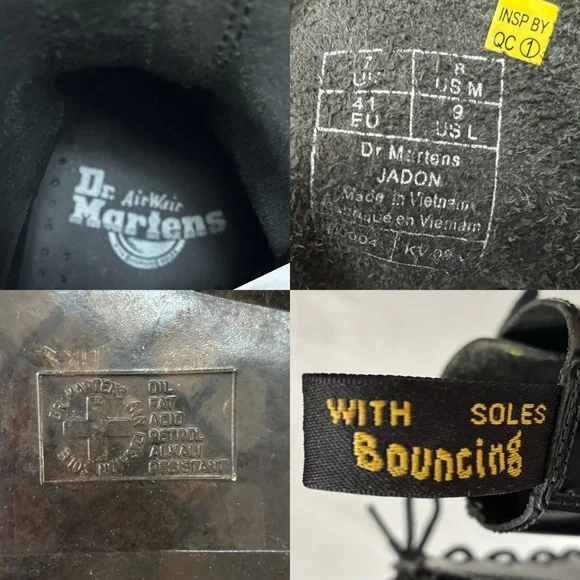 Dr. AirWair
Martens
INSP BY
QC 1
7 8
UK US M
41 9
EU US L
Dr Martens
JADON
Made in Vietnam
Fabriqué en Vietnam
DR MARTENS AIR CUSHION SOLE
OIL
FAT
ACID
PETROL
ALKALI
RESISTANT
WITH SOLES
Bouncing